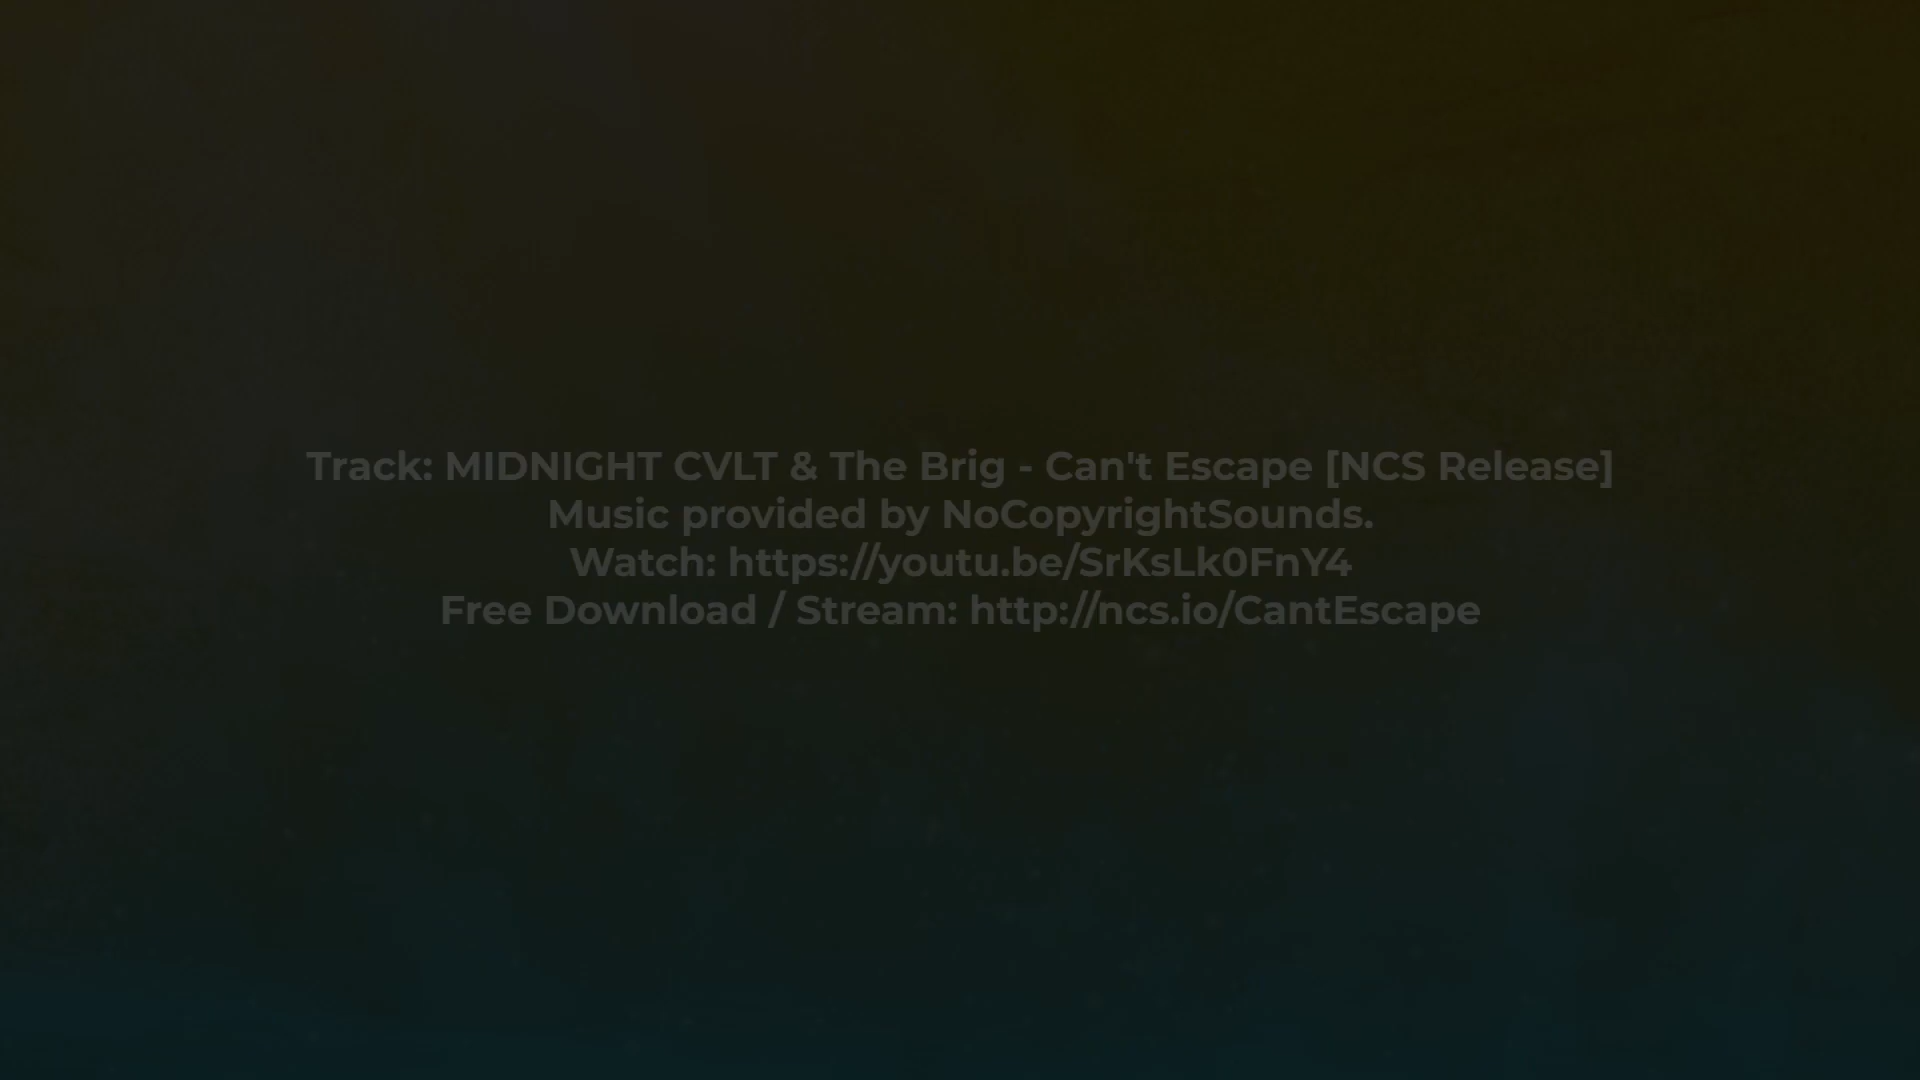 Track: MIDNIGHT CVLT & The Brig - Can't Escape [NCS Release]
Music provided by NoCopyrightSounds.
Watch: https://youtu.be/SrKsLk0FnY4
Free Download / Stream: http://ncs.io/CantEscape